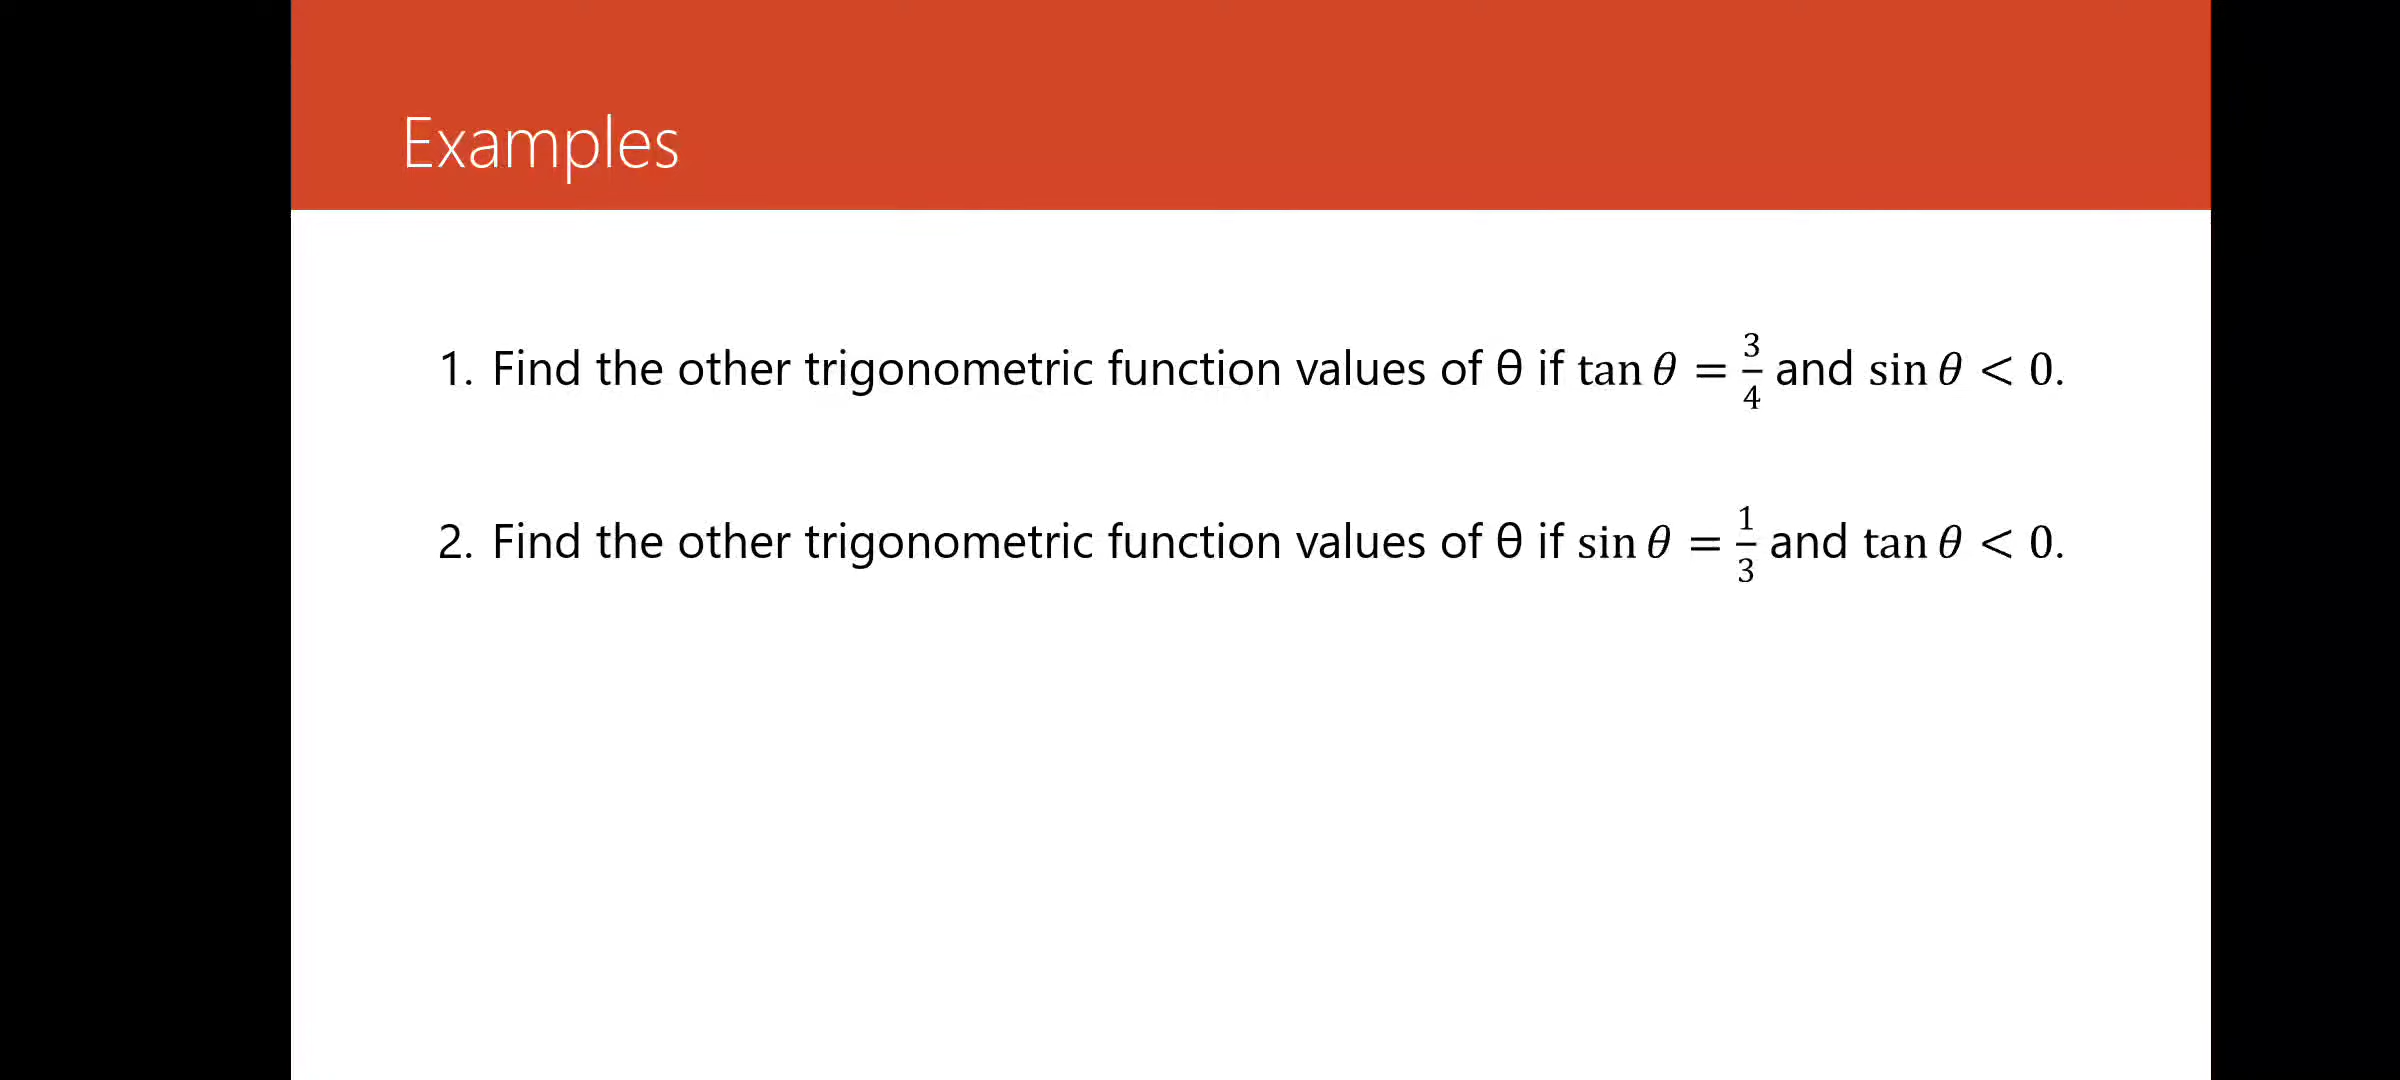 Examples
1. Find the other trigonometric function values of θ if tan θ = 3/4 and sin θ < 0.
2. Find the other trigonometric function values of θ if sin θ = 1/3 and tan θ < 0.